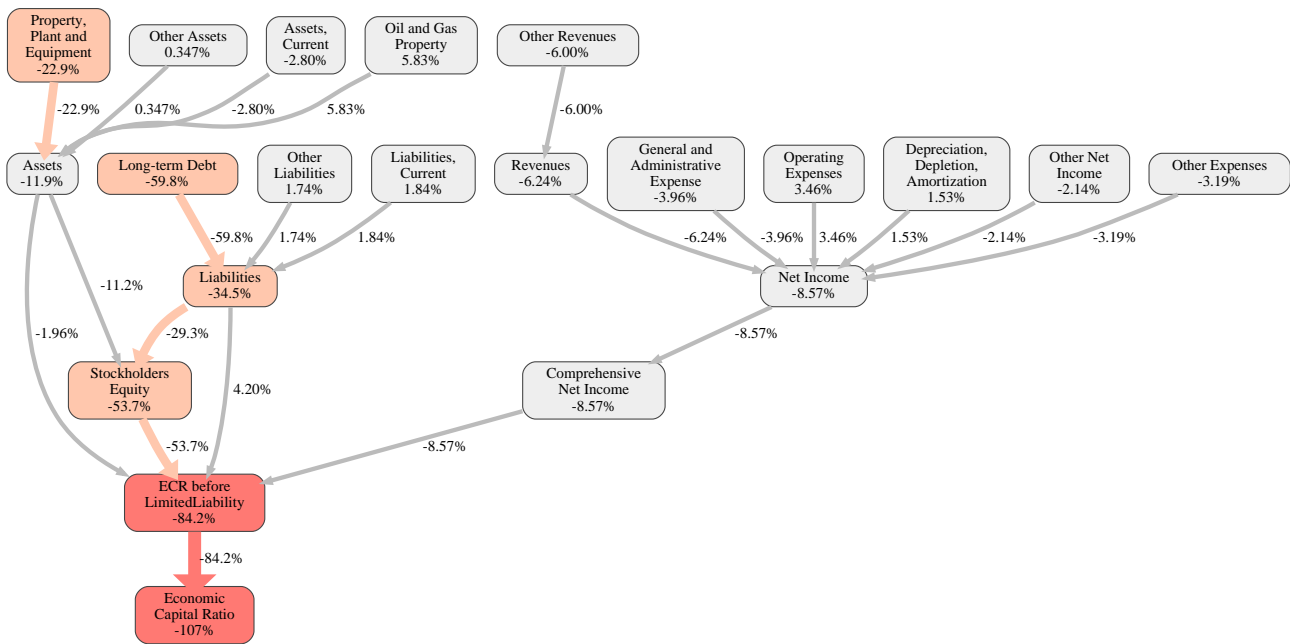 Property,
Plant and
Equipment
-22.9%
Other Assets
0.347%
Assets,
Current
-2.80%
Oil and Gas
Property
5.83%
Other Revenues
-6.00%
-22.9%
0.347%
-2.80%
5.83%
-6.00%
Assets
-11.9%
Long-term Debt
-59.8%
Other
Liabilities
1.74%
Liabilities,
Current
1.84%
Revenues
-6.24%
General and
Administrative
Expense
-3.96%
Operating
Expenses
3.46%
Depreciation,
Depletion,
Amortization
1.53%
Other Net
Income
-2.14%
Other Expenses
-3.19%
-59.8%
1.74%
1.84%
-6.24%
-3.96%
3.46%
1.53%
-2.14%
-3.19%
Liabilities
-34.5%
Net Income
-8.57%
-11.2%
-1.96%
-29.3%
-8.57%
Stockholders
Equity
-53.7%
4.20%
Comprehensive
Net Income
-8.57%
-53.7%
-8.57%
ECR before
LimitedLiability
-84.2%
-84.2%
Economic
Capital Ratio
-107%